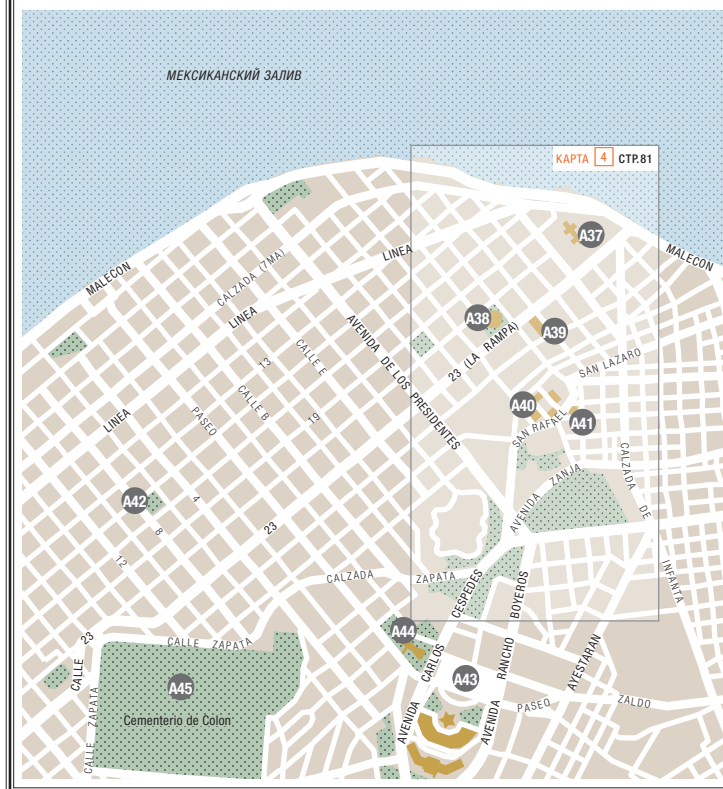 МЕКСИКАНСКИЙ ЗАЛИВ
КАРТА 4 СТР.81
A37
MALECON
LINEA
MALECON
CALZADA (7MA)
LINEA
A38
A39
23 (LA RAMPA)
AVENIDA DE LOS PRESIDENTES
SAN LAZARO
13
CALLE E
CALLE B
19
PASEO
LINEA
A40
A41
SAN RAFAEL
CALZADA DE INFANTA
AVENIDA ZANJA
A42
4
8
12
23
CALZADA ZAPATA
AVENIDA CARLOS CESPEDES
AVENIDA RANCHO BOYEROS
AYESTARAN
A44
CALLE 23
CALLE ZAPATA
CALLE ZAPATA
A43
A45
Cementerio de Colon
PASEO
ZALDO